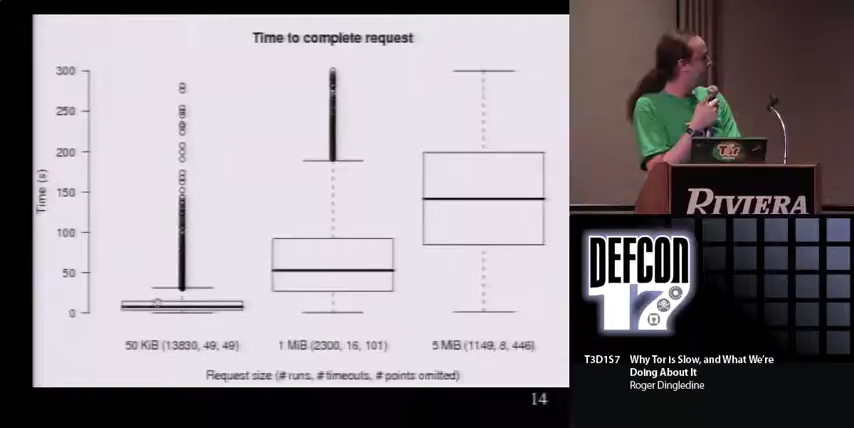 Time to complete request
Time (s)
300
250
200
150
100
50
0
50 KiB (13830, 49, 49)
1 MiB (2300, 16, 101)
5 MiB (1149, 8, 446)
Request size (# runs, # timeouts, # points omitted)
14
Tor
RIVIERA
DEFCON
17
T3D1S7 Why Tor is Slow, and What We're
Doing About It
Roger Dingledine